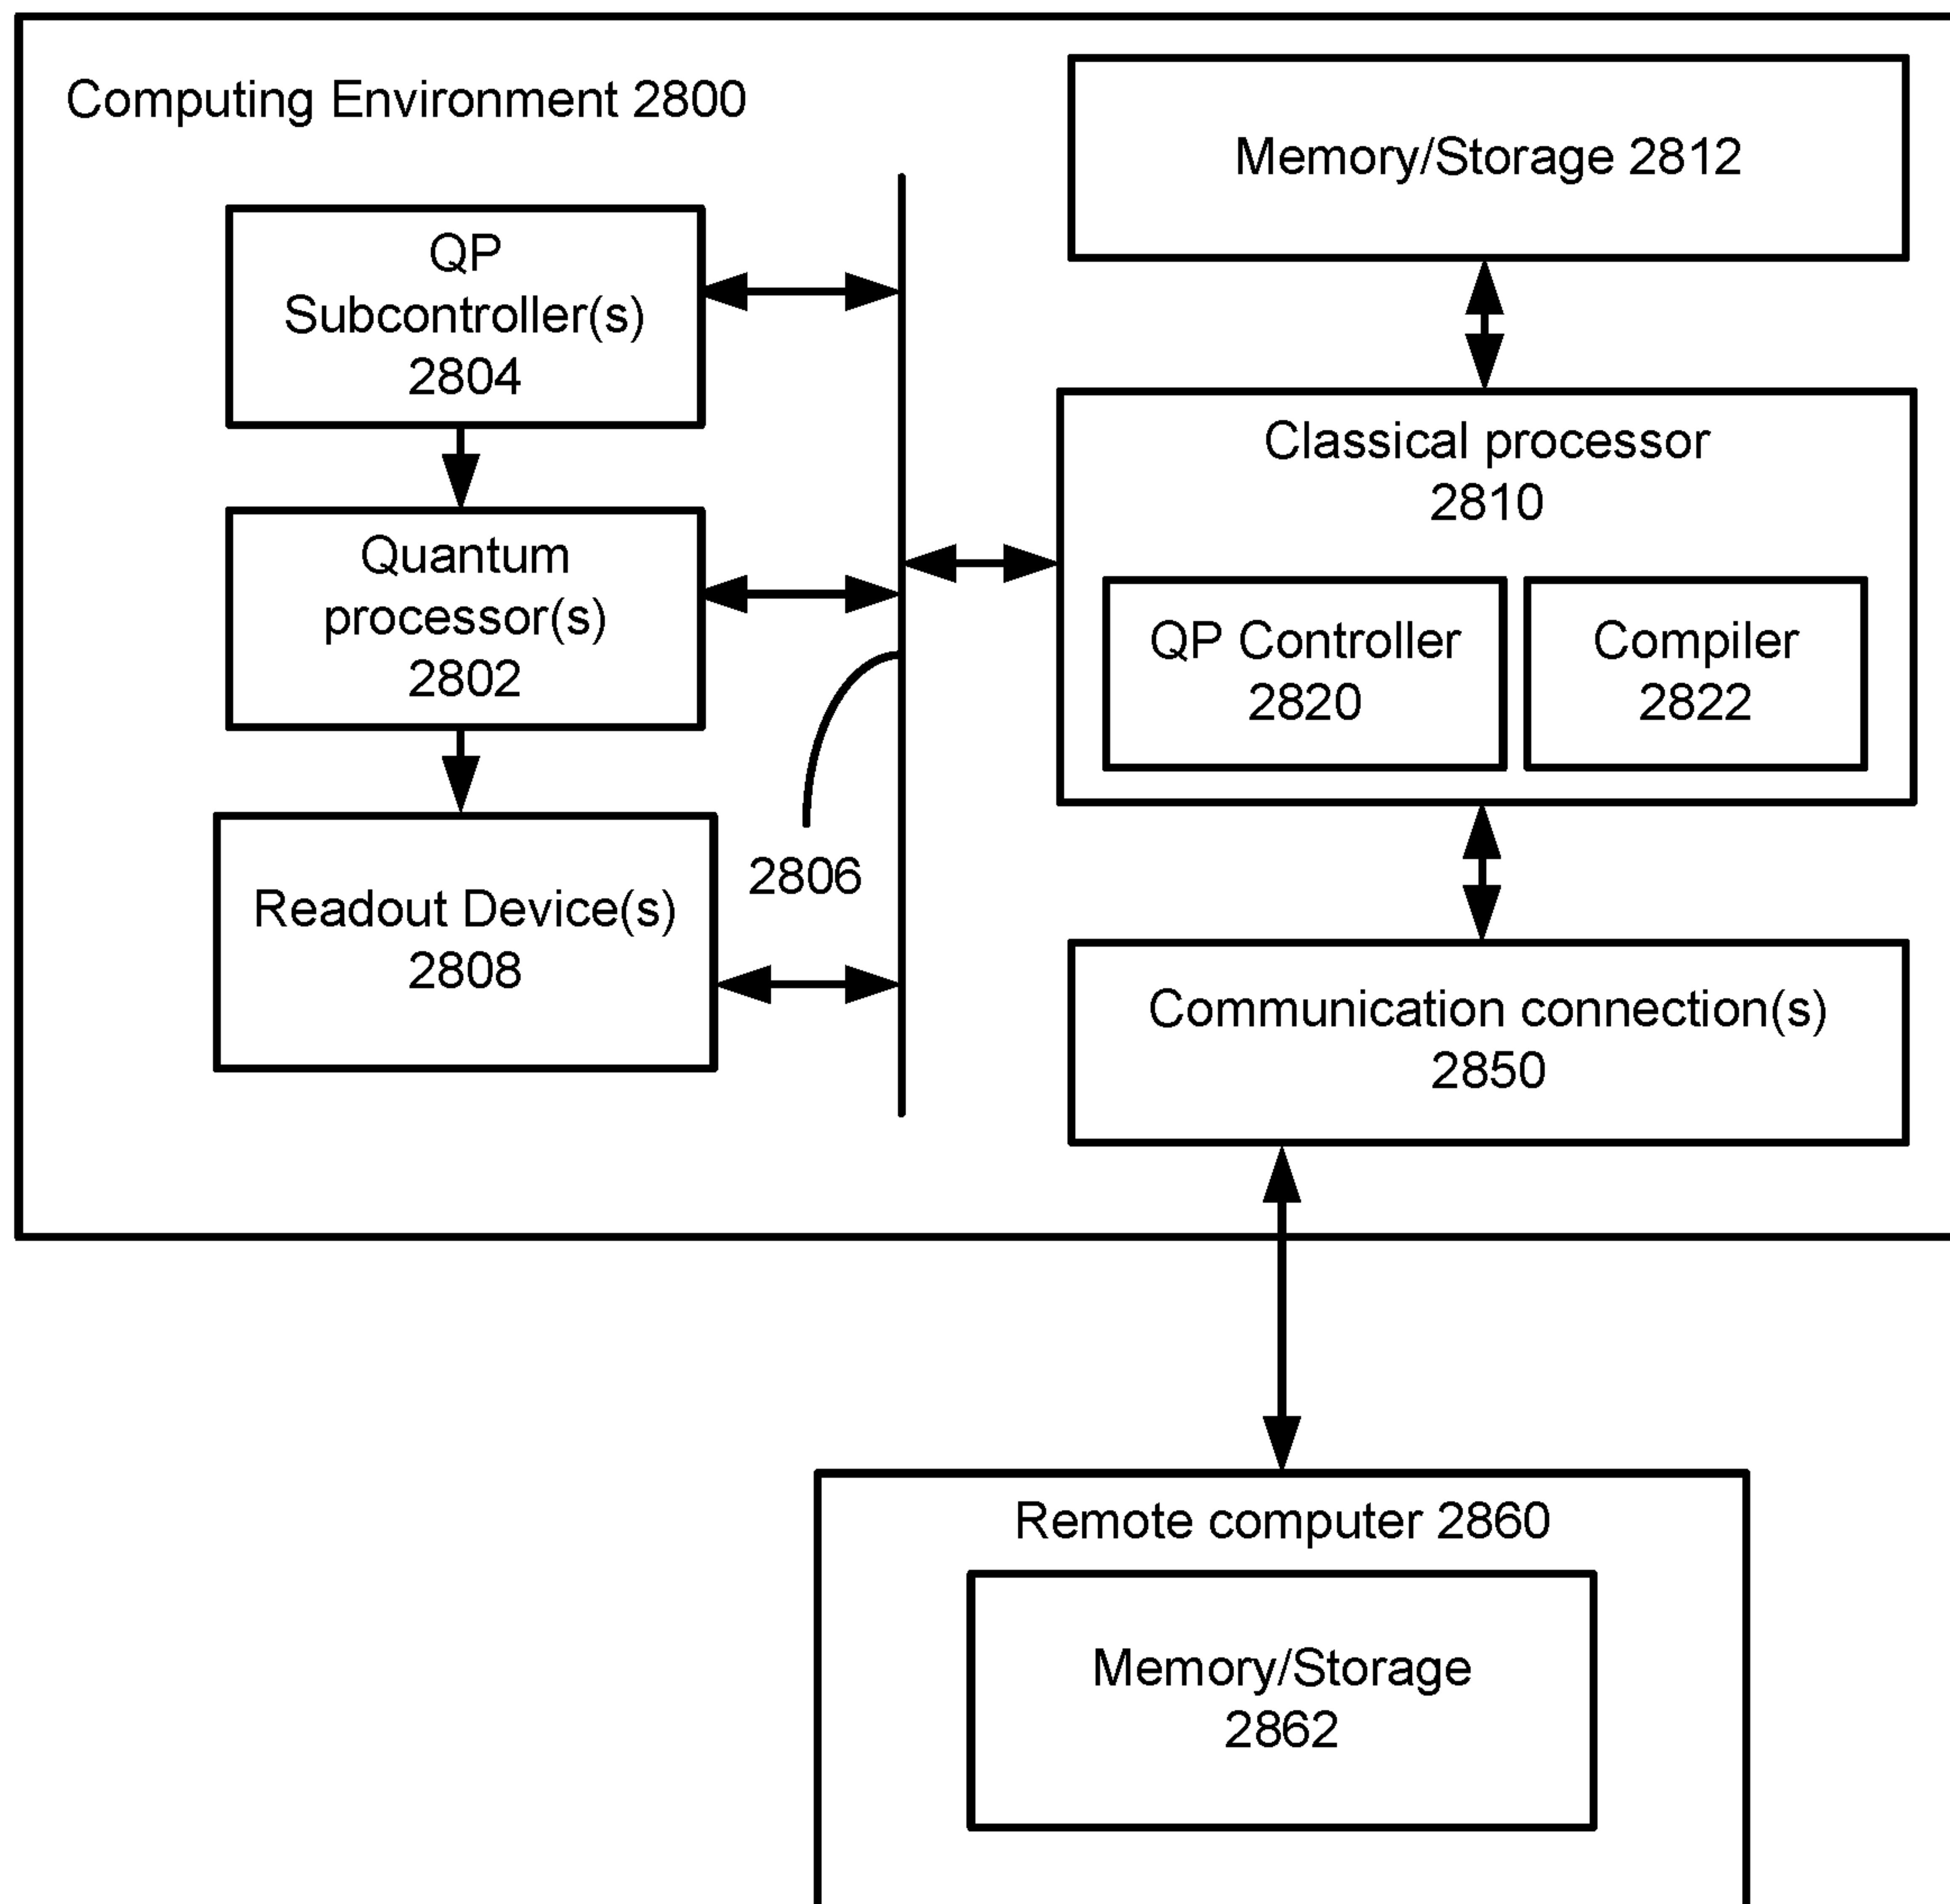 Computing Environment 2800
QP
Subcontroller(s)
2804
Quantum
processor(s)
2802
Readout Device(s)
2808
2806
Memory/Storage 2812
Classical processor
2810
QP Controller
2820
Compiler
2822
Communication connection(s)
2850
Remote computer 2860
Memory/Storage
2862